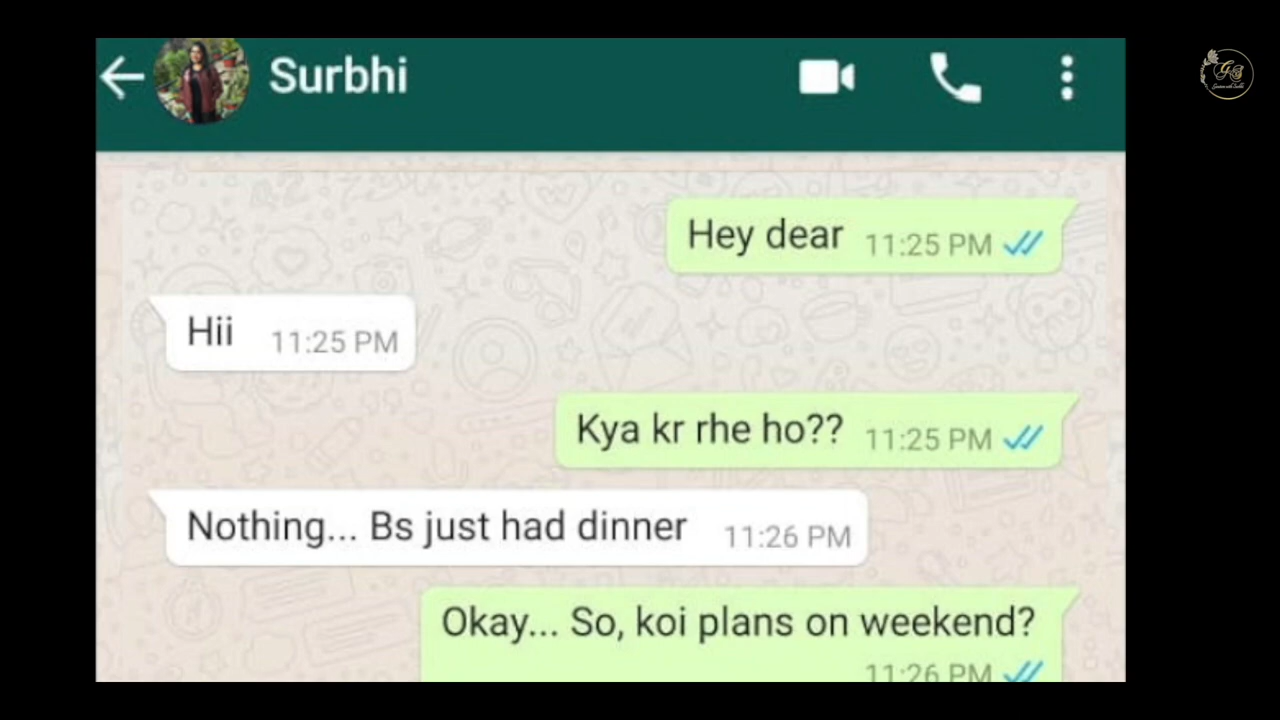 Surbhi
Hey dear 11:25 PM
Hii 11:25 PM
Kya kr rhe ho?? 11:25 PM
Nothing... Bs just had dinner 11:26 PM
Okay... So, koi plans on weekend?
11:26 PM